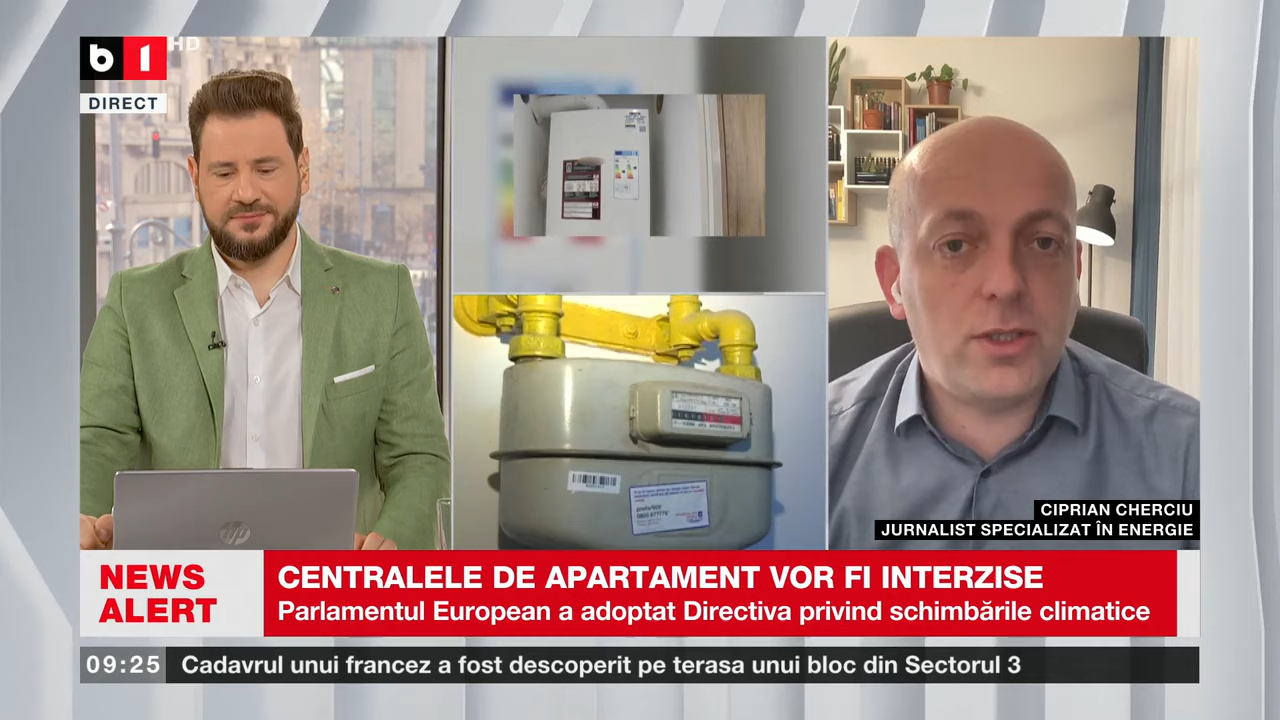 b1 HD
DIRECT
CIPRIAN CHERCIU
JURNALIST SPECIALIZAT ÎN ENERGIE
NEWS
ALERT
CENTRALELE DE APARTAMENT VOR FI INTERZISE
Parlamentul European a adoptat Directiva privind schimbările climatice
09:25 Cadavrul unui francez a fost descoperit pe terasa unui bloc din Sectorul 3
hp